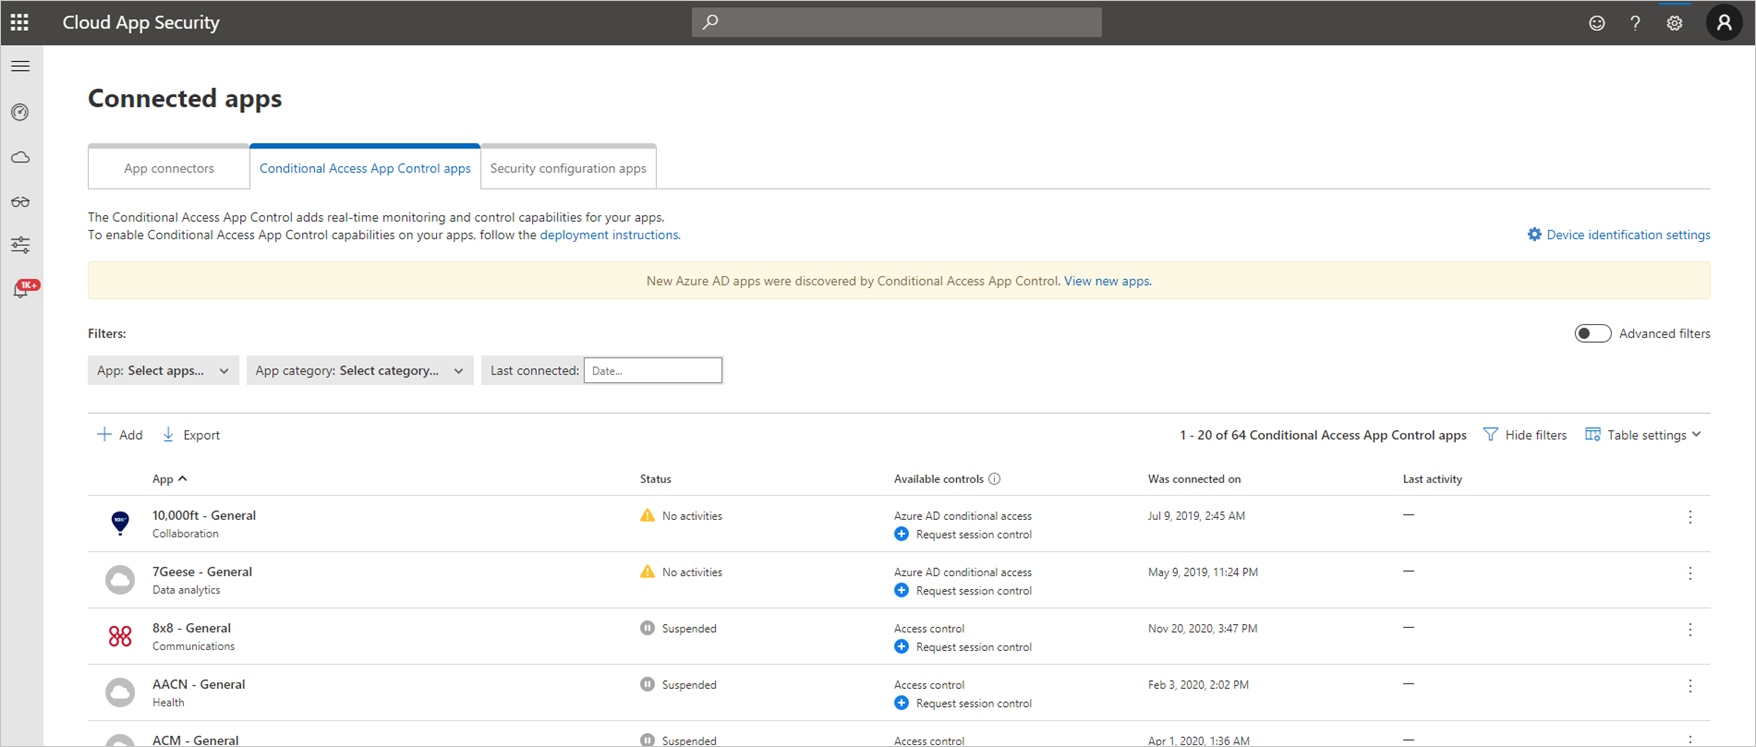 Cloud App Security
?
Connected apps
App connectors
Conditional Access App Control apps
Security configuration apps
The Conditional Access App Control adds real-time monitoring and control capabilities for your apps.
To enable Conditional Access App Control capabilities on your apps, follow the deployment instructions.
Device identification settings
1K+
New Azure AD apps were discovered by Conditional Access App Control. View new apps.
Filters:
Advanced filters
App: Select apps...
App category: Select category...
Last connected:
Date...
Add
Export
1 - 20 of 64 Conditional Access App Control apps
Hide filters
Table settings
App
Status
Available controls
Was connected on
Last activity
10,000ft - General
Collaboration
No activities
Azure AD conditional access
Request session control
Jul 9, 2019, 2:45 AM
—
7Geese - General
Data analytics
No activities
Azure AD conditional access
Request session control
May 9, 2019, 11:24 PM
—
8x8 - General
Communications
Suspended
Access control
Request session control
Nov 20, 2020, 3:47 PM
—
AACN - General
Health
Suspended
Access control
Request session control
Feb 3, 2020, 2:02 PM
—
ACM - General
Suspended
Access control
Apr 1, 2020, 1:36 AM
—